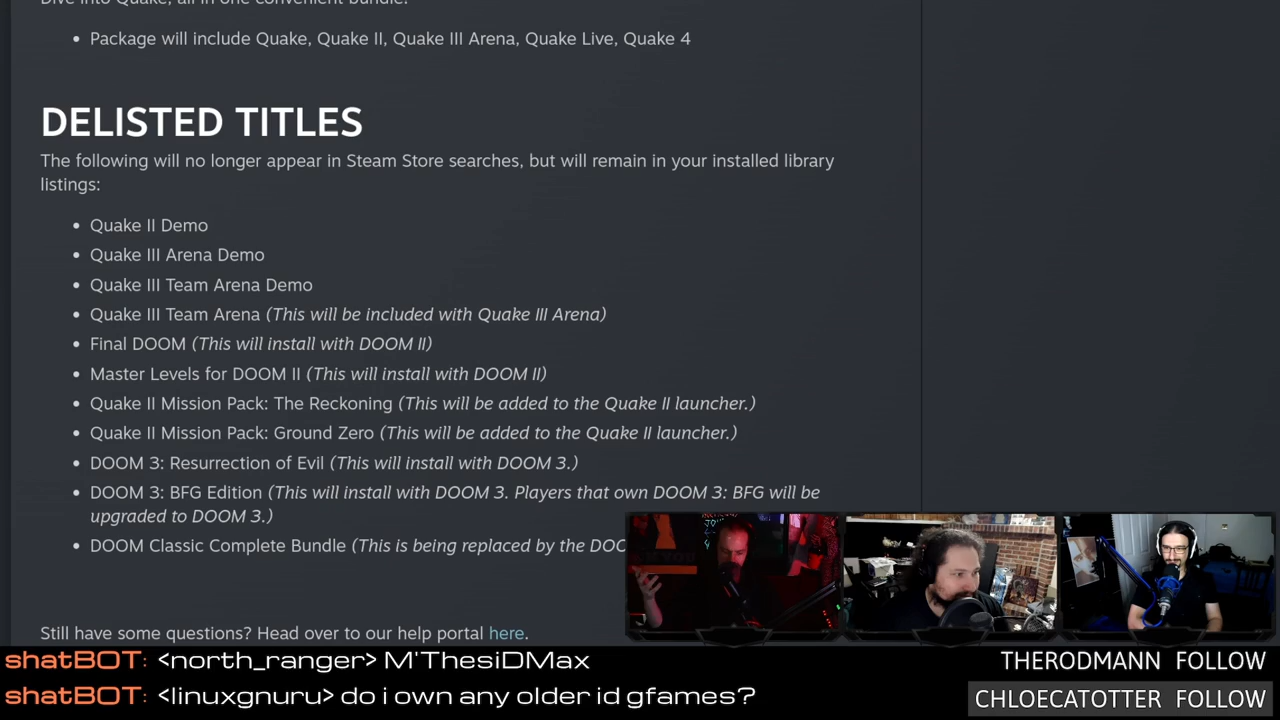 Dive into Quake, all in one convenient bundle.
• Package will include Quake, Quake II, Quake III Arena, Quake Live, Quake 4
DELISTED TITLES
The following will no longer appear in Steam Store searches, but will remain in your installed library
listings:
• Quake II Demo
• Quake III Arena Demo
• Quake III Team Arena Demo
• Quake III Team Arena (This will be included with Quake III Arena)
• Final DOOM (This will install with DOOM II)
• Master Levels for DOOM II (This will install with DOOM II)
• Quake II Mission Pack: The Reckoning (This will be added to the Quake II launcher.)
• Quake II Mission Pack: Ground Zero (This will be added to the Quake II launcher.)
• DOOM 3: Resurrection of Evil (This will install with DOOM 3.)
• DOOM 3: BFG Edition (This will install with DOOM 3. Players that own DOOM 3: BFG will be
upgraded to DOOM 3.)
• DOOM Classic Complete Bundle (This is being replaced by the DOO
Still have some questions? Head over to our help portal here.
shatBOT: <north_ranger> M'ThesiDMax
THERODMANN FOLLOW
shatBOT: <linuxgnuru> do i own any older id gfames?
CHLOECATOTTER FOLLOW